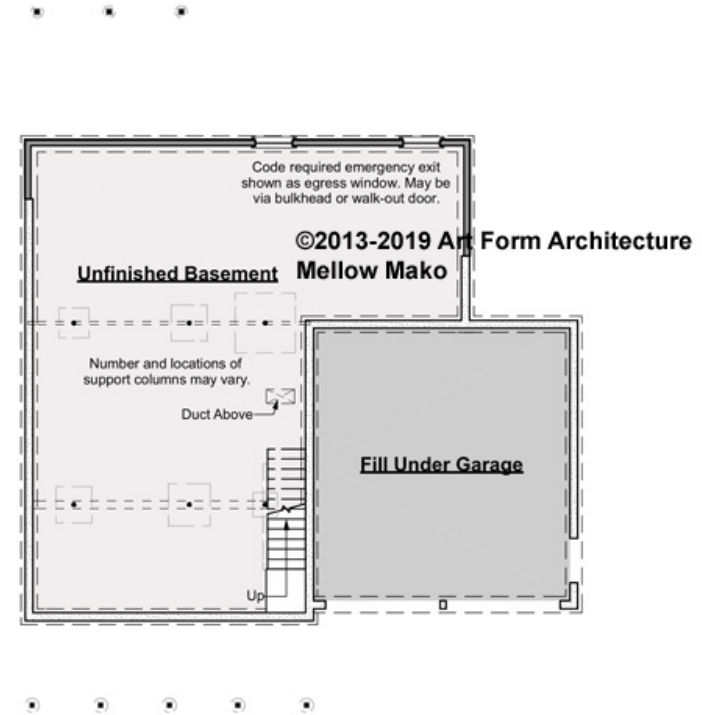 Code required emergency exit
shown as egress window. May be
via bulkhead or walk-out door.
©2013-2019 Art Form Architecture
Mellow Mako
Unfinished Basement
Number and locations of
support columns may vary.
Duct Above
Fill Under Garage
Up